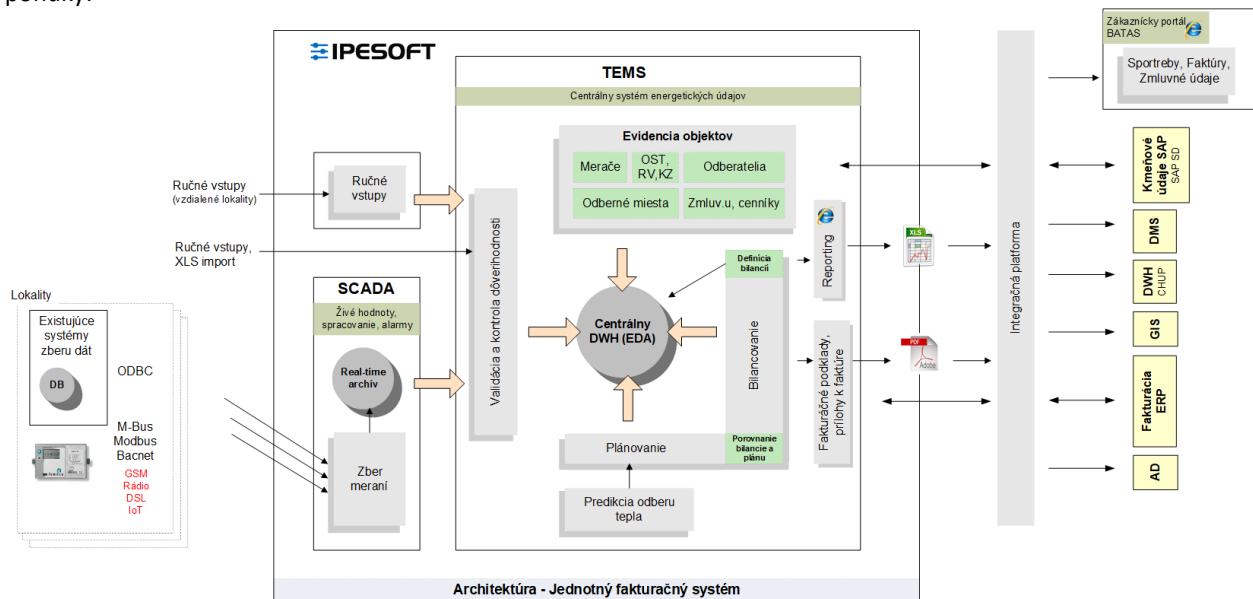 IPESOFT
TEMS
Centrálny systém energetických údajov
Evidencia objektov
Merače
OST,
RV,KZ
Odberatelia
Odberné miesta
Zmluv.u, cenníky
Ručné vstupy
(vzdialené lokality)
Ručné
vstupy
Ručné vstupy,
XLS import
Validácia a kontrola dôverihodnosti
Lokality
Existujúce
systémy
zberu dát
DB
ODBC
M-Bus
Modbus
Bacnet
GSM
Rádio
DSL
IoT
SCADA
Živé hodnoty,
spracovanie, alarmy
Real-time
archív
Zber
meraní
Centrálny
DWH (EDA)
Definícia
bilancií
Bilancovanie
Plánovanie
Porovnanie
bilancie a
plánu
Predikcia odberu
tepla
Reporting
Fakturáčné podklady,
prílohy k faktúre
XLS
PDF
Adobe
Integračná platforma
Zákaznícky portál
BATAS
Sportreby, Faktúry,
Zmluvné údaje
Kmeňové
údaje SAP
SAP SD
DMS
DWH
CHUP
GIS
Fakturácia
ERP
AD
Architektúra - Jednotný fakturačný systém